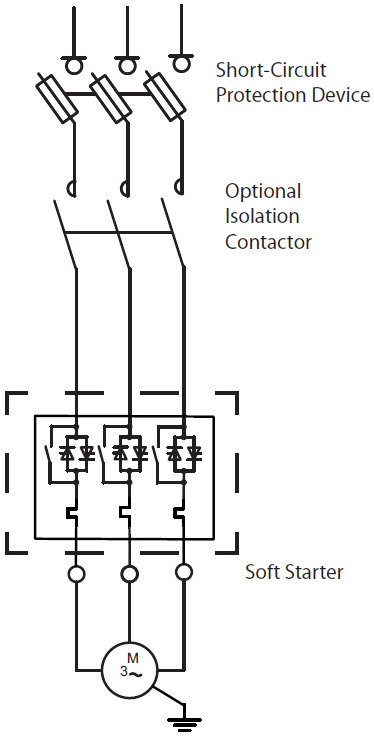 Short-Circuit
Protection Device
Optional
Isolation
Contactor
Soft Starter
M
3~